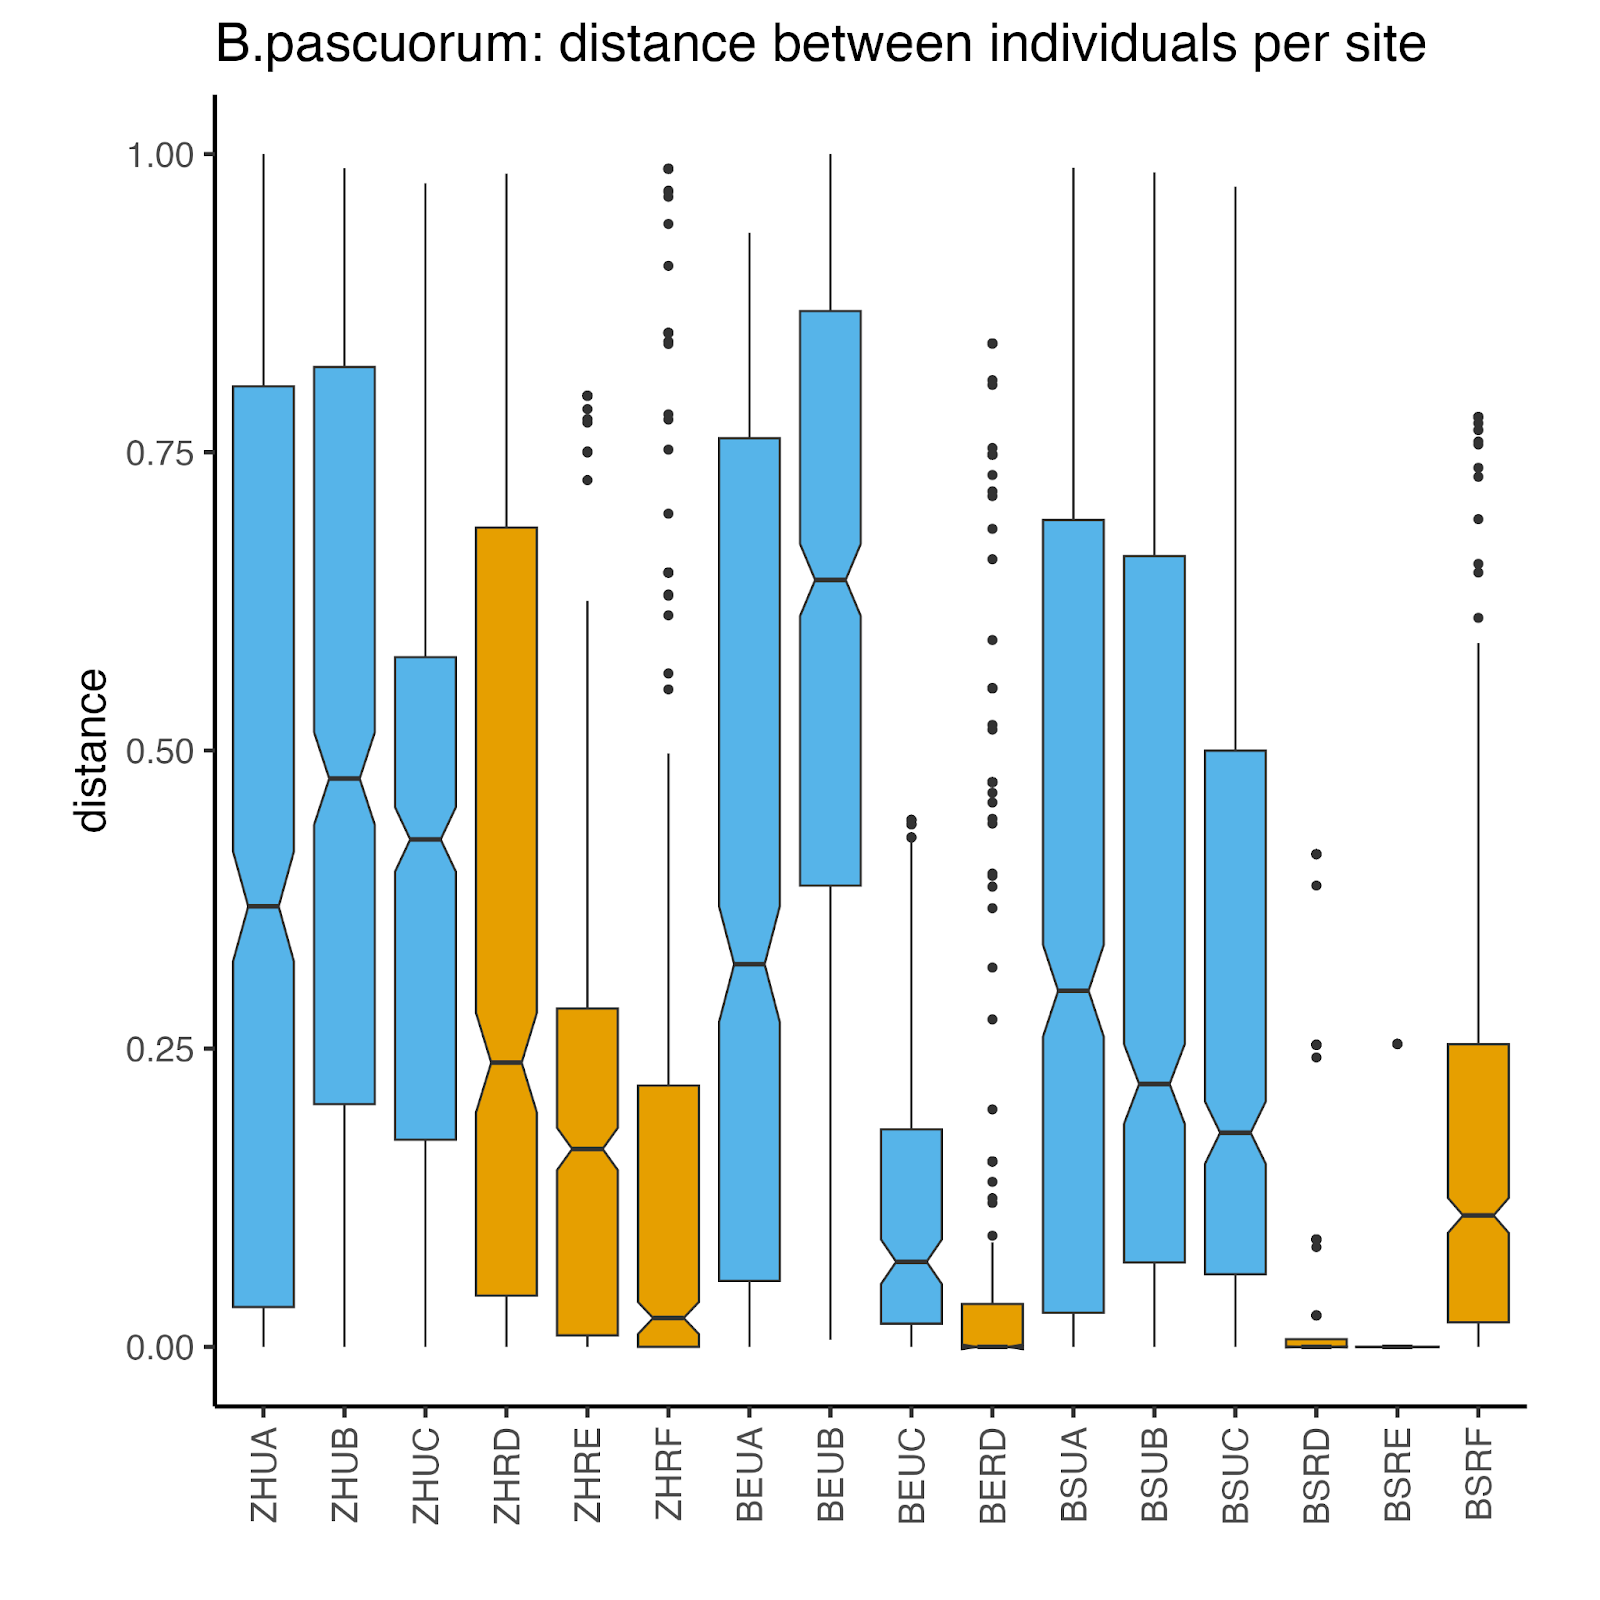 B.pascuorum: distance between individuals per site
distance
1.00
0.75
0.50
0.25
0.00
ZHUA
ZHUB
ZHUC
ZHRD
ZHRE
ZHRF
BEUA
BEUB
BEUC
BERD
BSUA
BSUB
BSUC
BSRD
BSRE
BSRF